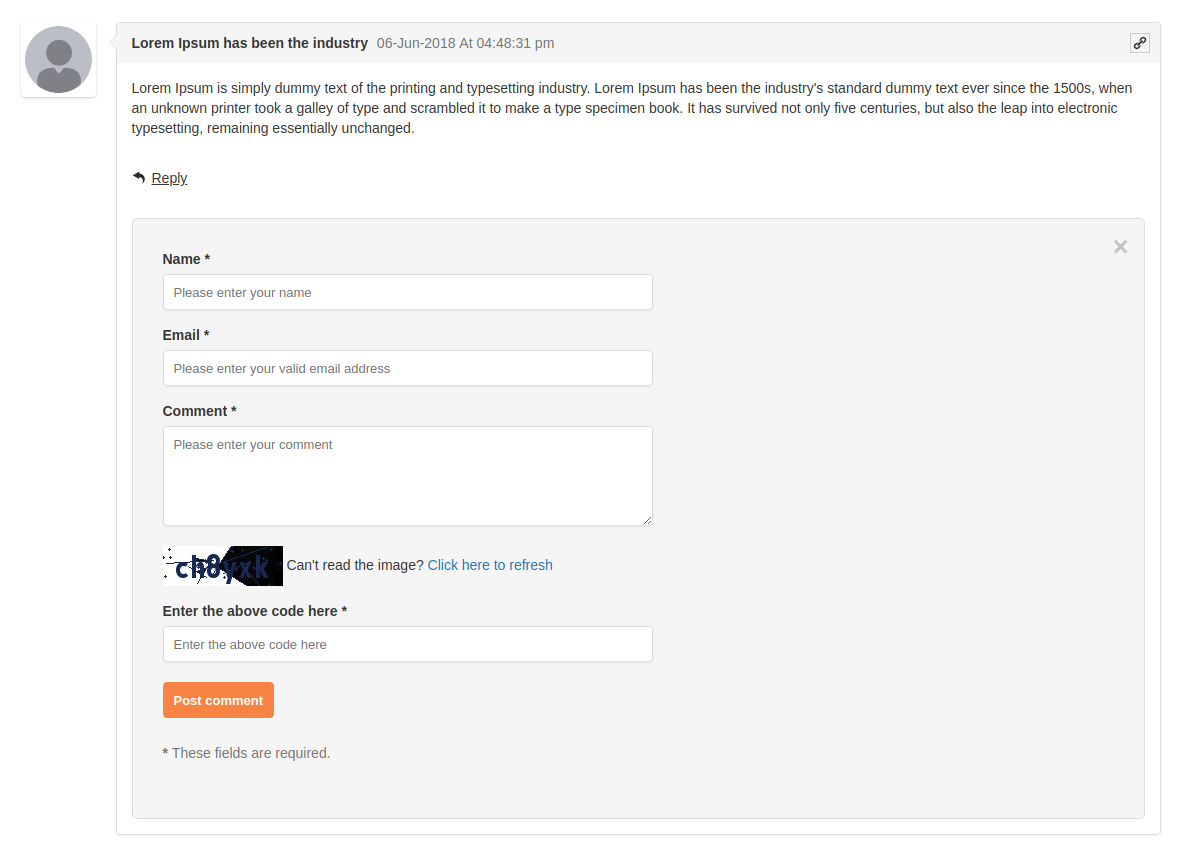 Lorem Ipsum has been the industry 06-Jun-2018 At 04:48:31 pm
Lorem Ipsum is simply dummy text of the printing and typesetting industry. Lorem Ipsum has been the industry's standard dummy text ever since the 1500s, when
an unknown printer took a galley of type and scrambled it to make a type specimen book. It has survived not only five centuries, but also the leap into electronic
typesetting, remaining essentially unchanged.
Reply
Name *
Please enter your name
Email *
Please enter your valid email address
Comment *
Please enter your comment
ch8yxk Can't read the image? Click here to refresh
Enter the above code here *
Enter the above code here
Post comment
* These fields are required.